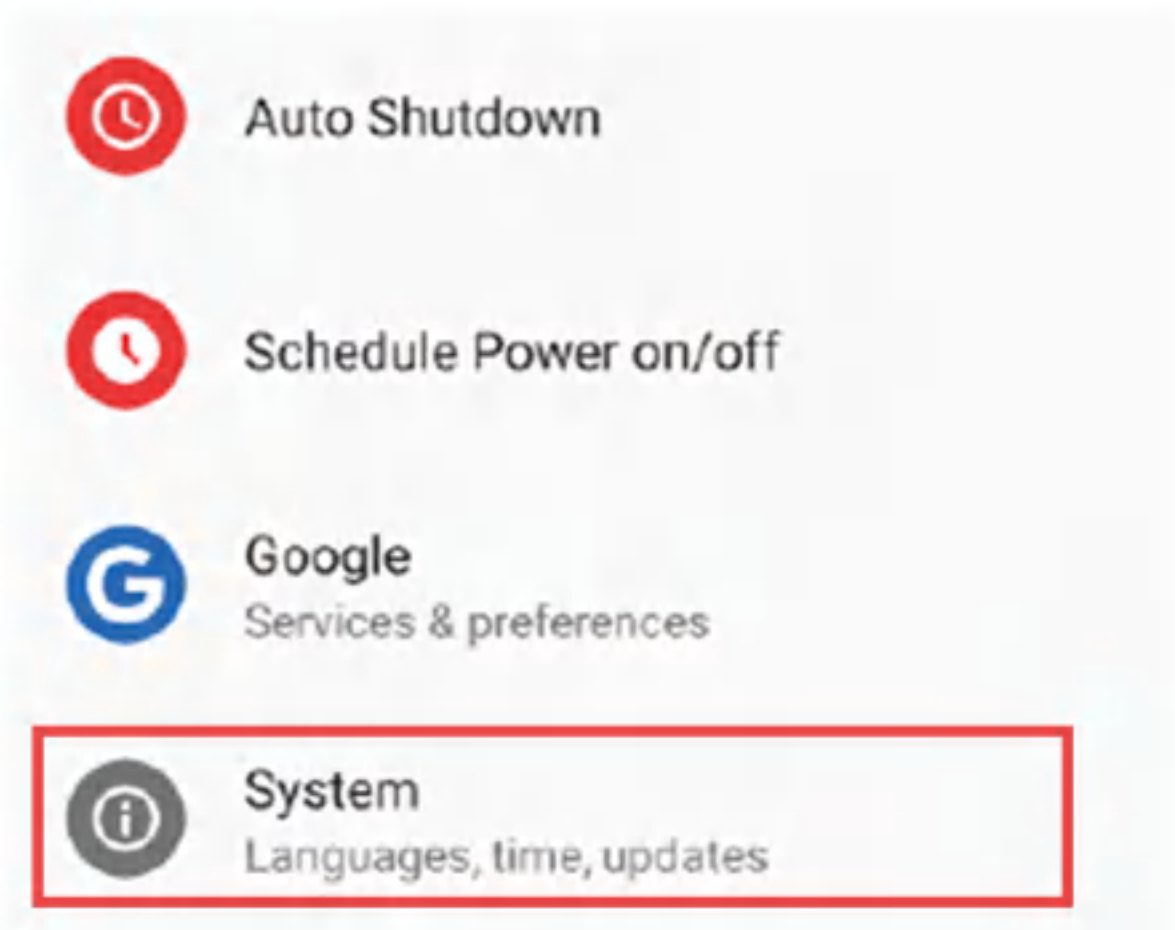 Auto Shutdown
Schedule Power on/off
Google
Services & preferences
System
Languages, time, updates